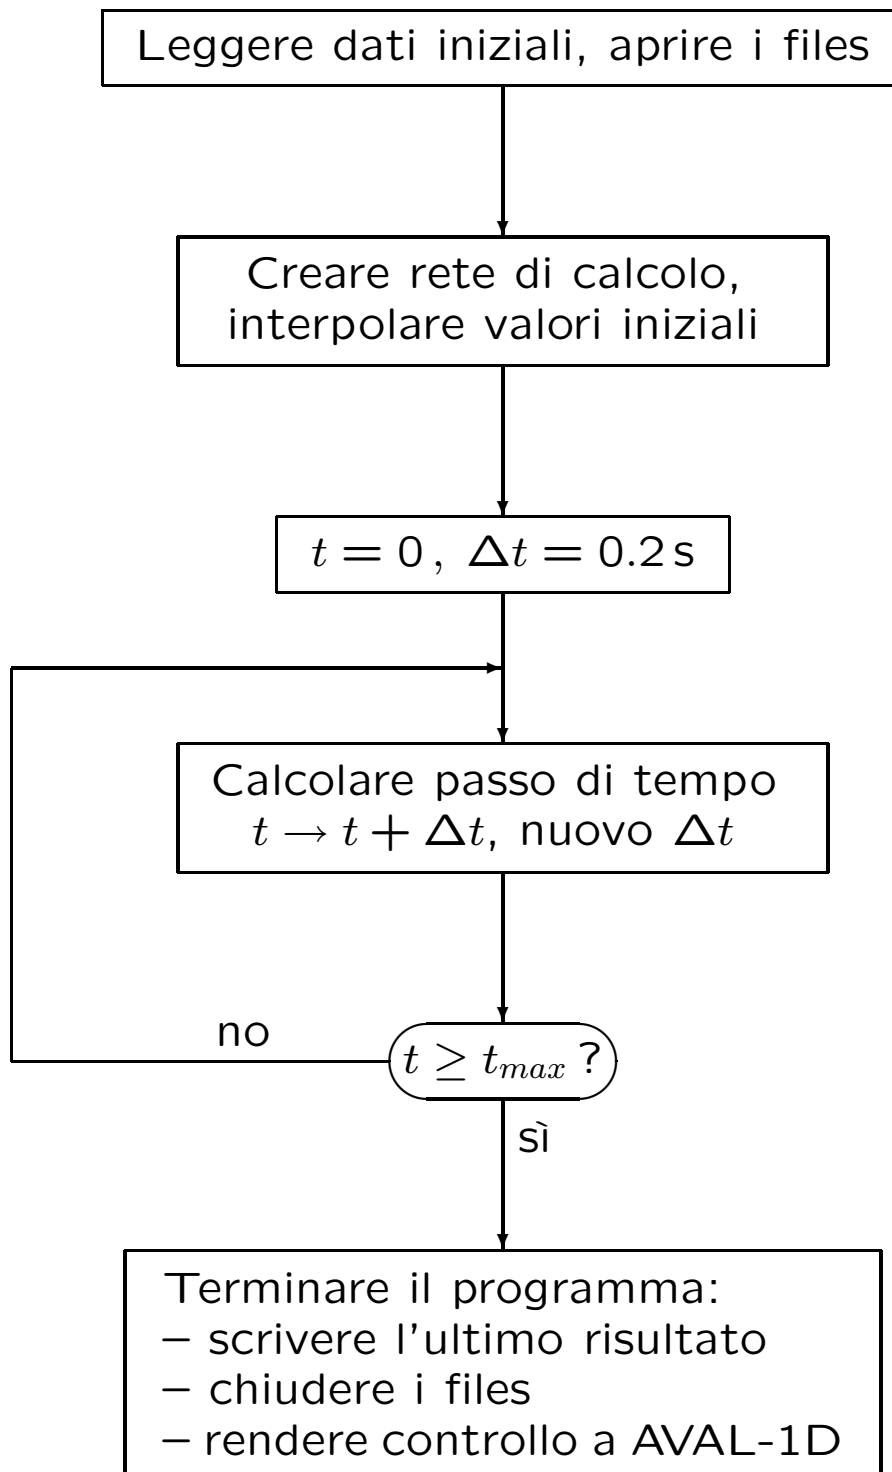 Leggere dati iniziali, aprire i files
Creare rete di calcolo,
interpolare valori iniziali
t = 0 , Δt = 0.2 s
Calcolare passo di tempo
t → t + Δt, nuovo Δt
no
t ≥ t_max ?
sì
Terminare il programma:
– scrivere l'ultimo risultato
– chiudere i files
– rendere controllo a AVAL-1D